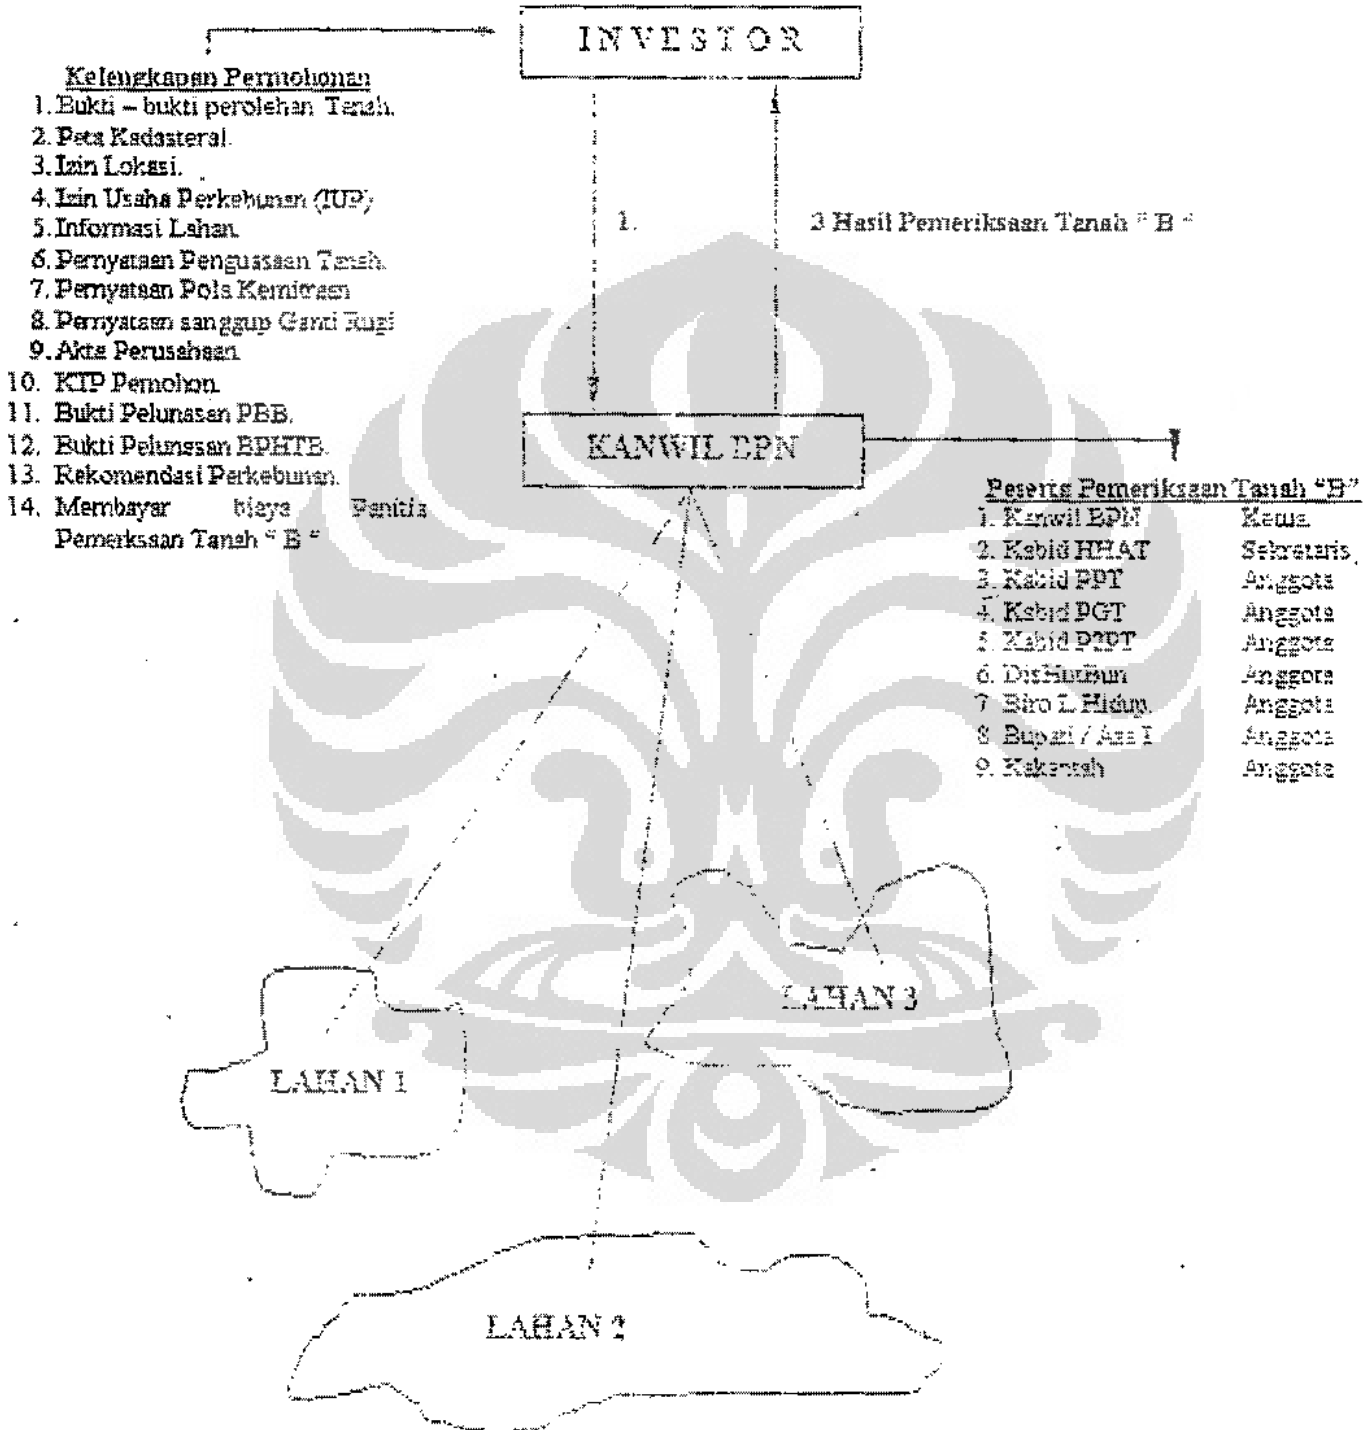 INVESTOR
Kelengkapan Permohonan
1. Bukti – bukti perolehan Tanah.
2. Peta Kadasteral.
3. Izin Lokasi.
4. Izin Usaha Perkebunan (IUP)
5. Informasi Lahan
6. Pernyataan Penguasaan Tanah.
7. Pernyataan Pola Kemitraan
8. Pernyataan sanggup Ganti Rugi
9. Akta Perusahaan
10. KTP Pemohon.
11. Bukti Pelunasan PBB.
12. Bukti Pelunasan BPHTB.
13. Rekomendasi Perkebunan.
14. Membayar biaya Panitia
Pemerksaan Tanah " B "
1.
3 Hasil Pemeriksaan Tanah " B "
KANWIL BPN
Peserta Pemeriksaan Tanah "B"
1. Kanwil BPN Ketua
2. Kabid HHAT Sekretaris
3. Kabid PPT Anggota
4. Kabid PGT Anggota
5. Kabid P2PT Anggota
6. DisHutBun Anggota
7 Biro L Hidup. Anggota
8 Bupati / Ass I Anggota
9. Kakantah Anggota
LAHAN 3
LAHAN 1
LAHAN 2